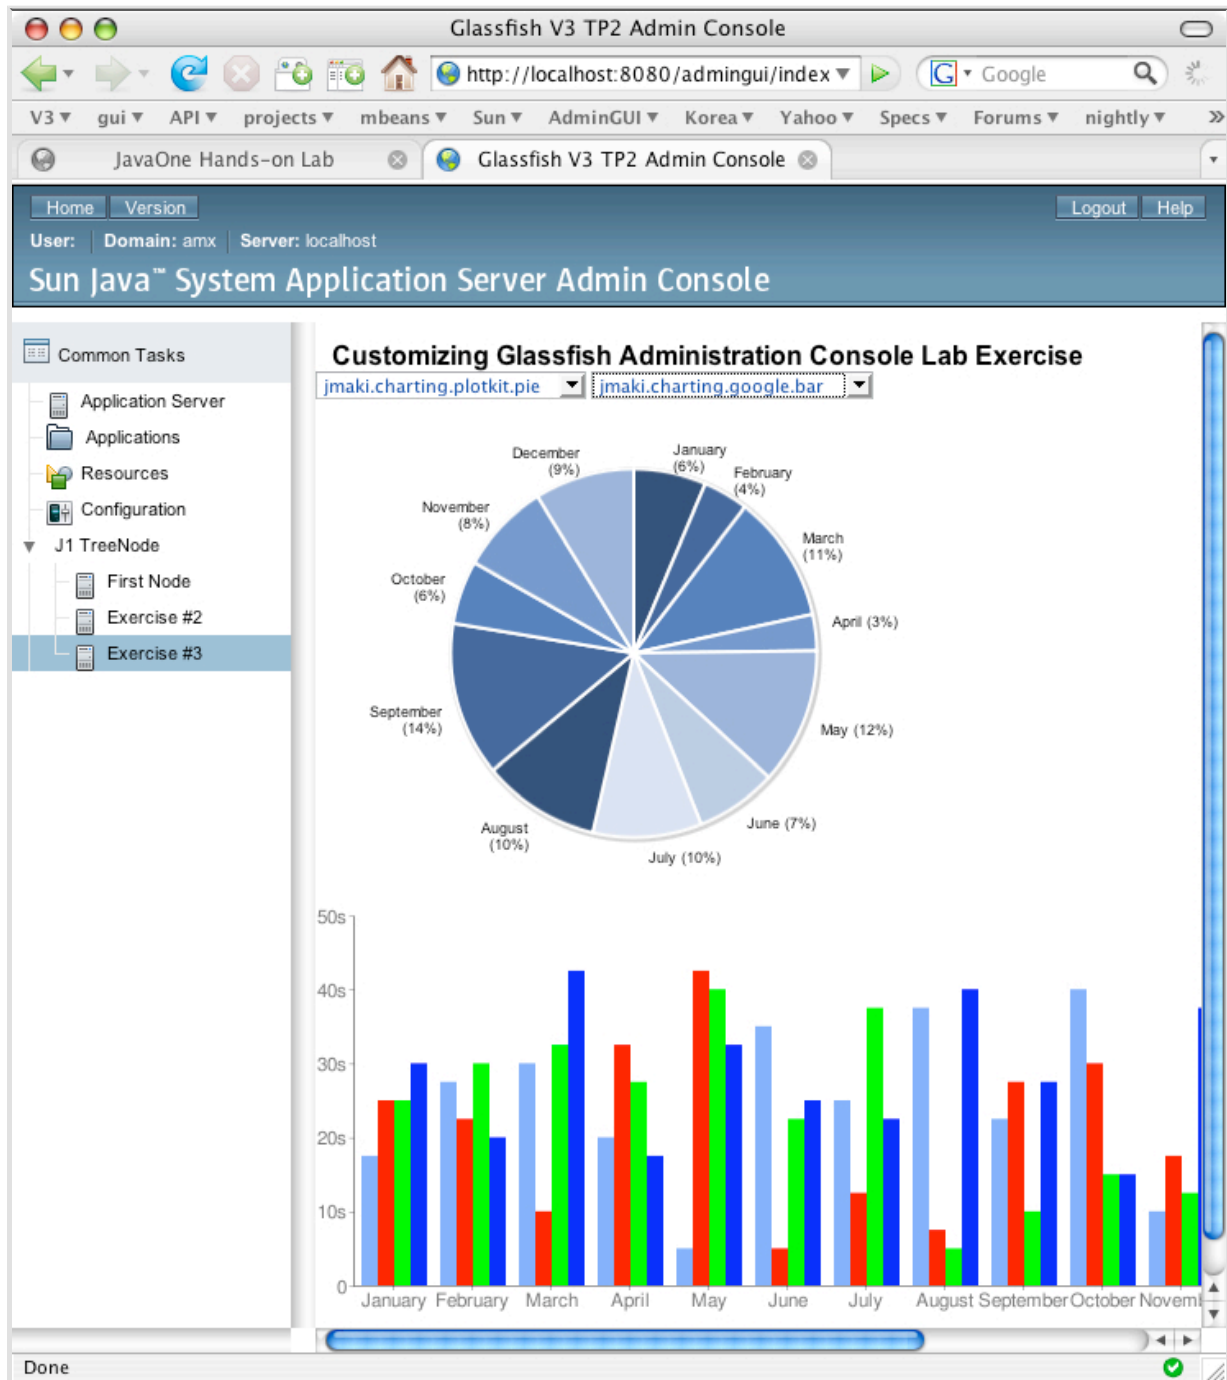 Glassfish V3 TP2 Admin Console
http://localhost:8080/admingui/index
G Google
V3 gui API projects mbeans Sun AdminGUI Korea Yahoo Specs Forums nightly »
JavaOne Hands-on Lab
Glassfish V3 TP2 Admin Console
Home Version
Logout Help
User: Domain: amx Server: localhost
Sun Java™ System Application Server Admin Console
Common Tasks
Application Server
Applications
Resources
Configuration
J1 TreeNode
First Node
Exercise #2
Exercise #3
Customizing Glassfish Administration Console Lab Exercise
jmaki.charting.plotkit.pie
jmaki.charting.google.bar
January
(6%)
February
(4%)
March
(11%)
April (3%)
May (12%)
June (7%)
July (10%)
August
(10%)
September
(14%)
October
(6%)
November
(8%)
December
(9%)
50s
40s
30s
20s
10s
0
January February March April May June July August September October Novem
Done